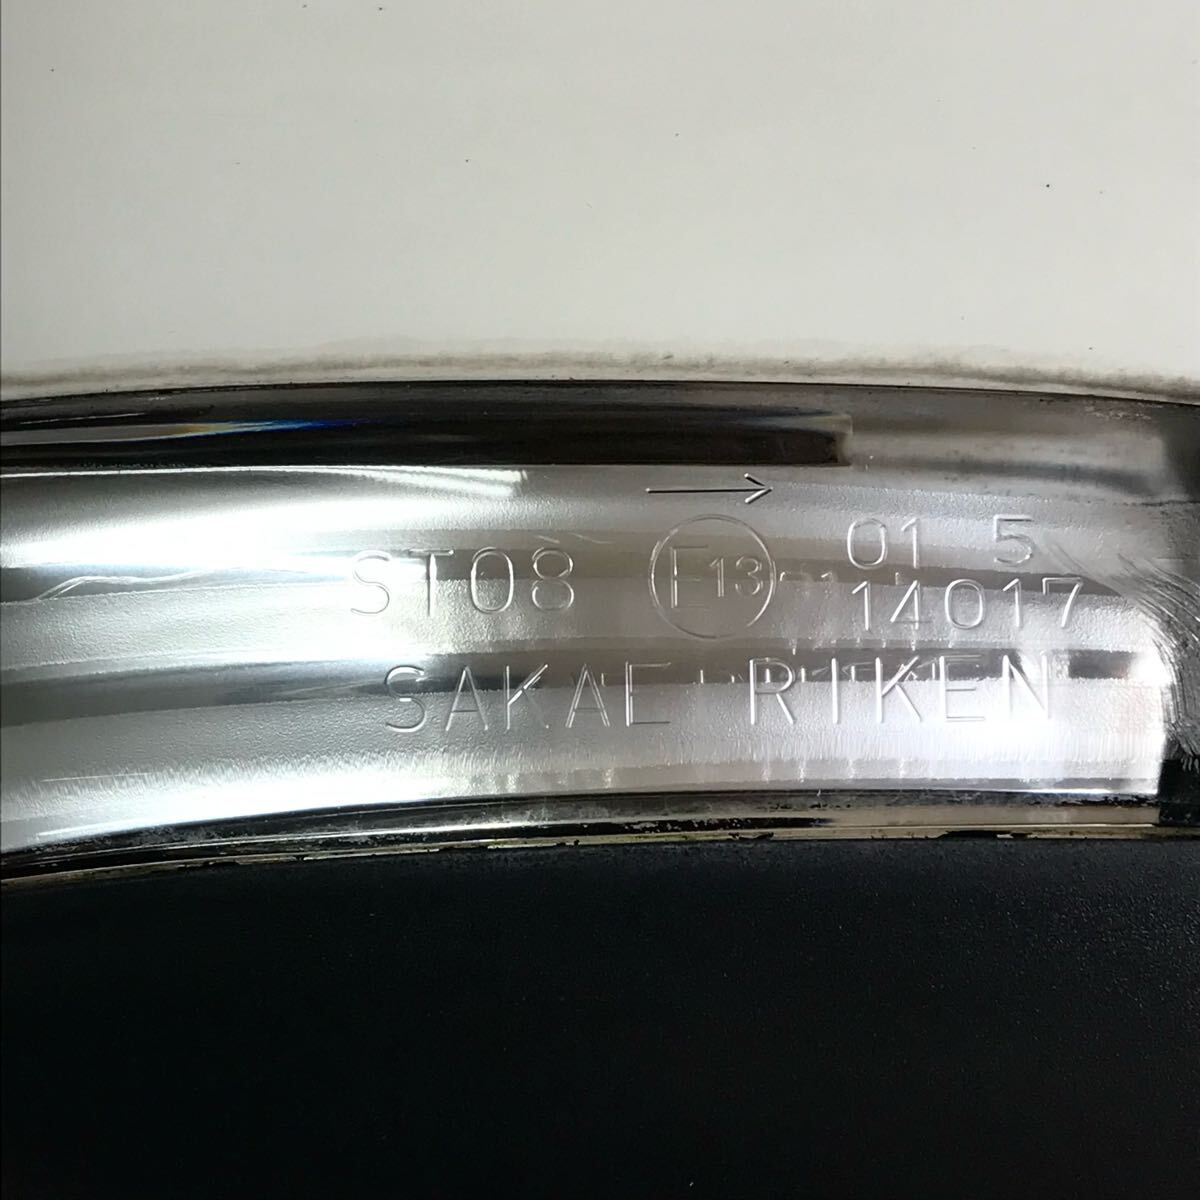 →
01 5
ST08 E13 14017
SAKAE RIKEN